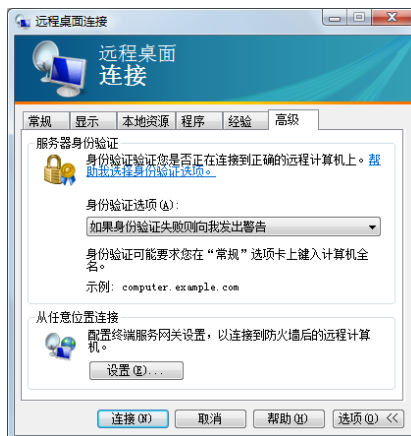 远程桌面连接
远程桌面
连接
常规 显示 本地资源 程序 经验 高级
服务器身份验证
身份验证验证您是否正在连接到正确的远程计算机上。帮
助我选择身份验证选项。
身份验证选项(A):
如果身份验证失败则向我发出警告
身份验证可能要求您在“常规”选项卡上键入计算机全
名。
示例: computer.example.com
从任意位置连接
配置终端服务网关设置，以连接到防火墙后的远程计算
机。
设置(E)...
连接(N) 取消 帮助(H) 选项(O) <<